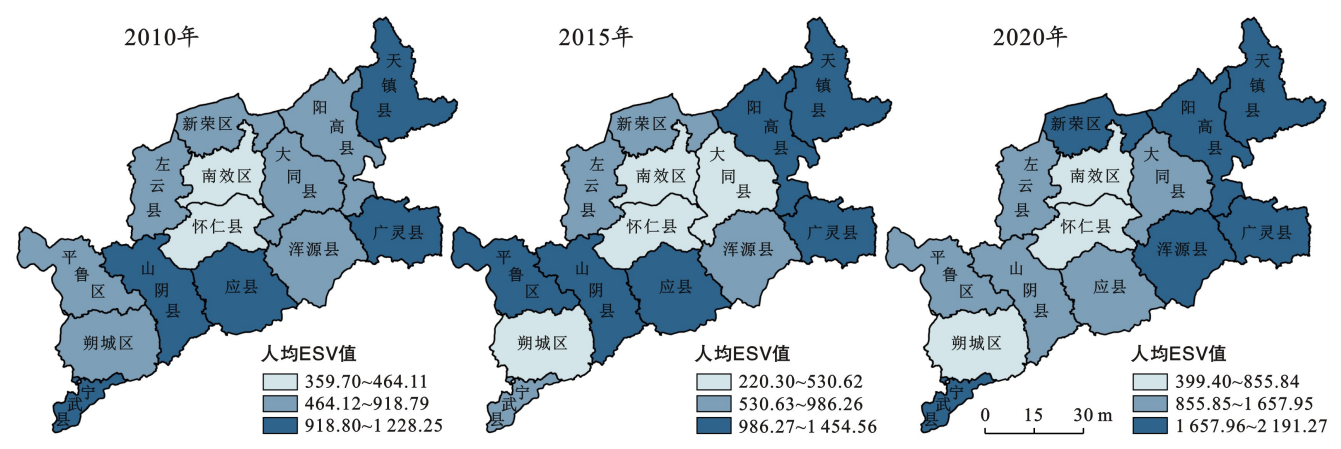 2010年
天镇县
阳高县
新荣区
大同县
左云县
南效区
怀仁县
广灵县
浑源县
平鲁区
山阴县
应县
朔城区
宁武县
人均ESV值
359.70~464.11
464.12~918.79
918.80~1 228.25
2015年
天镇县
阳高县
新荣区
大同县
左云县
南效区
怀仁县
广灵县
浑源县
平鲁区
山阴县
应县
朔城区
宁武县
人均ESV值
220.30~530.62
530.63~986.26
986.27~1 454.56
2020年
天镇县
阳高县
新荣区
大同县
左云县
南效区
怀仁县
广灵县
浑源县
平鲁区
山阴县
应县
朔城区
宁武县
人均ESV值
399.40~855.84
855.85~1 657.95
1 657.96~2 191.27
0 15 30 m